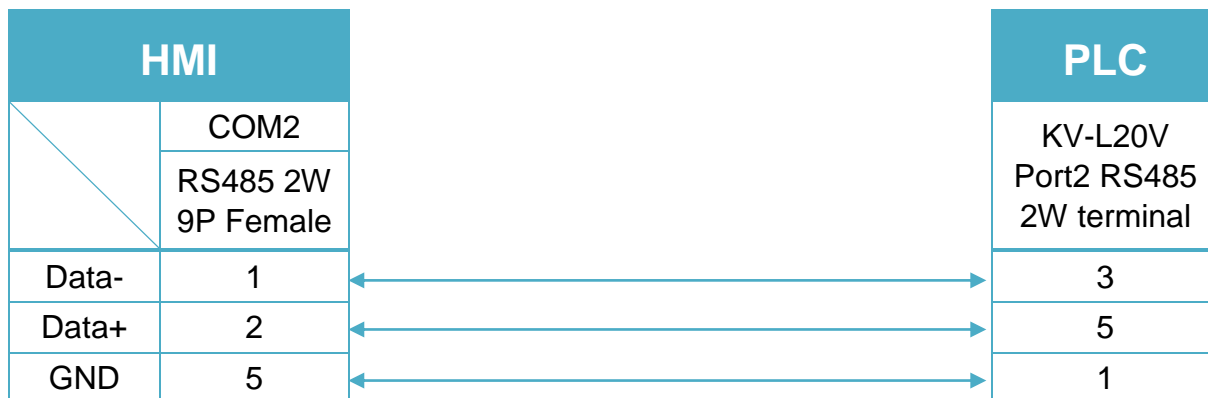 HMI
PLC
COM2
RS485 2W
9P Female
KV-L20V
Port2 RS485
2W terminal
Data- 1 3
Data+ 2 5
GND 5 1